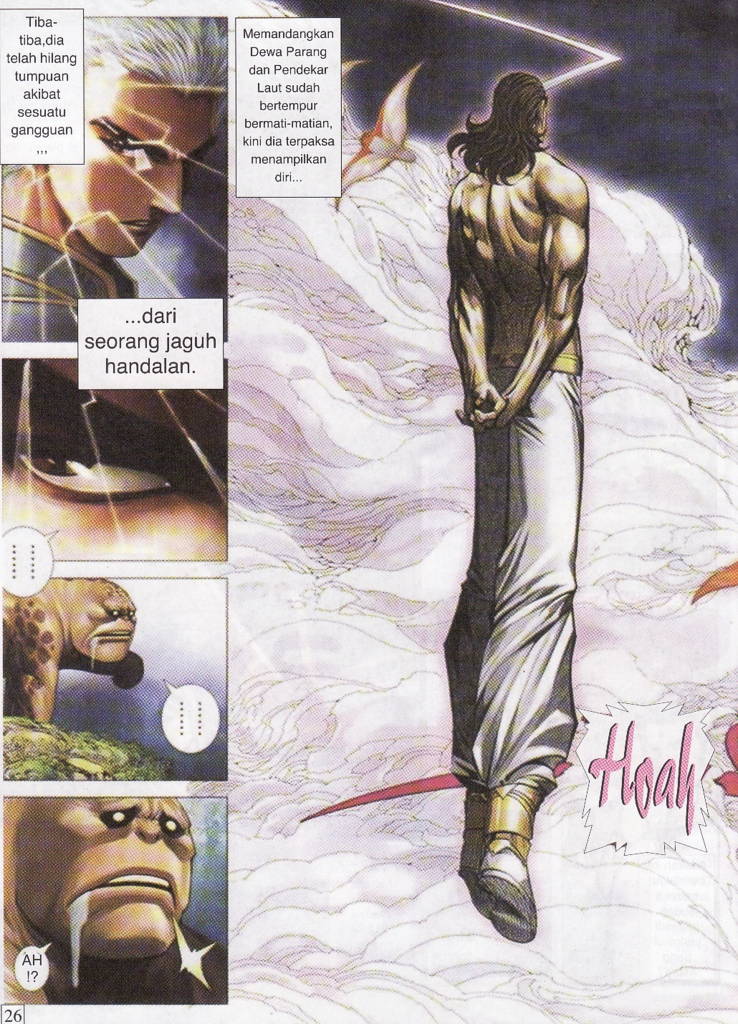 Tiba-
tiba,dia
telah hilang
tumpuan
akibat
sesuatu
gangguan
,,,
Memandangkan
Dewa Parang
dan Pendekar
Laut sudah
bertempur
bermati-matian,
kini dia terpaksa
menampilkan
diri...
...dari
seorang jaguh
handalan.
Hoah
AH
!?
26